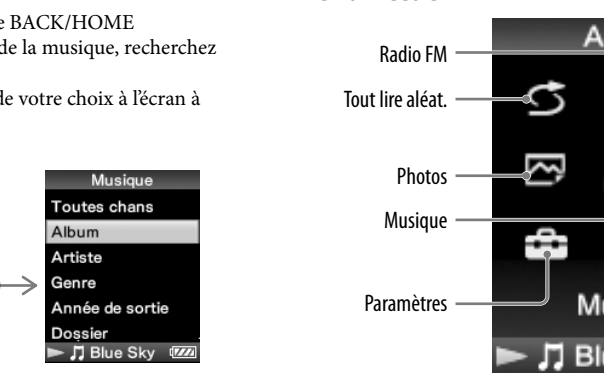 e BACK/HOME
de la musique, recherchez
de votre choix à l'écran à
Musique
Toutes chans
Album
Artiste
Genre
Année de sortie
Dossier
Blue Sky
Radio FM
Tout lire aléat.
Photos
Musique
Paramètres
A
Mu
Bl